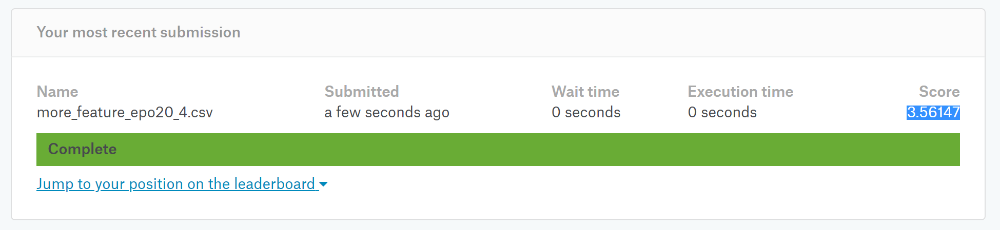 Your most recent submission
Name Submitted Wait time Execution time Score
more_feature_epo20_4.csv a few seconds ago 0 seconds 0 seconds 3.56147
Complete
Jump to your position on the leaderboard